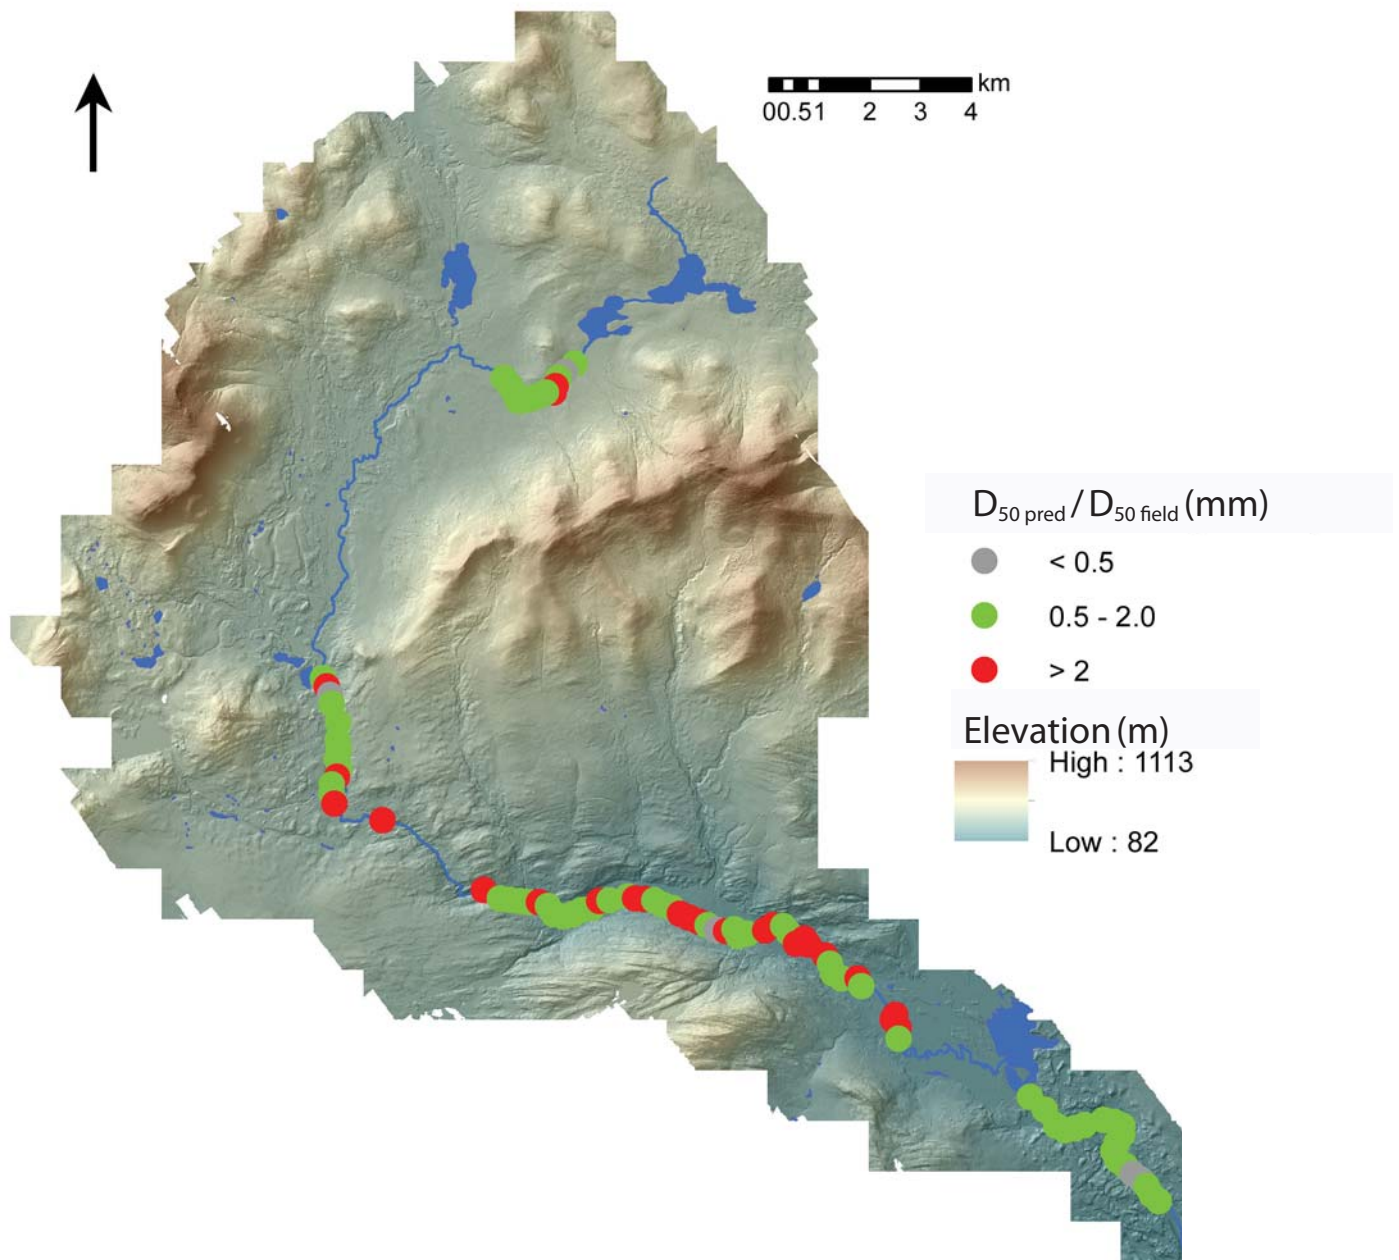 km
00.51 2 3 4
D50 pred / D50 field (mm)
< 0.5
0.5 - 2.0
> 2
Elevation (m)
High : 1113
Low : 82